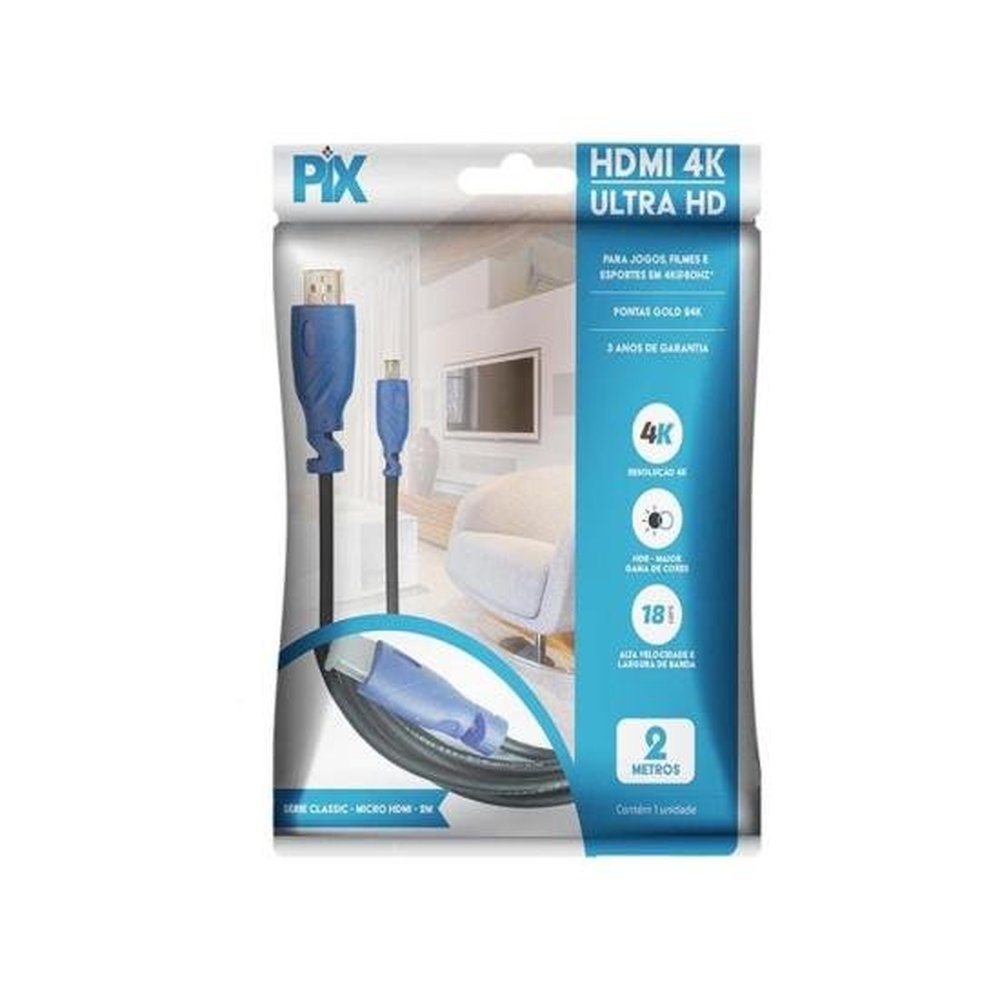 PIX
HDMI 4K
ULTRA HD
PARA JOGOS, FILMES E
ESPORTES EM 4K@60HZ*
PONTAS GOLD 24K
3 ANOS DE GARANTIA
4K
RESOLUÇÃO 4K
HDR - MAIOR
GAMA DE CORES
18
ALTA VELOCIDADE E
LARGURA DE BANDA
2
METROS
SÉRIE CLASSIC - MICRO HDMI - 2M
Contém 1 unidade